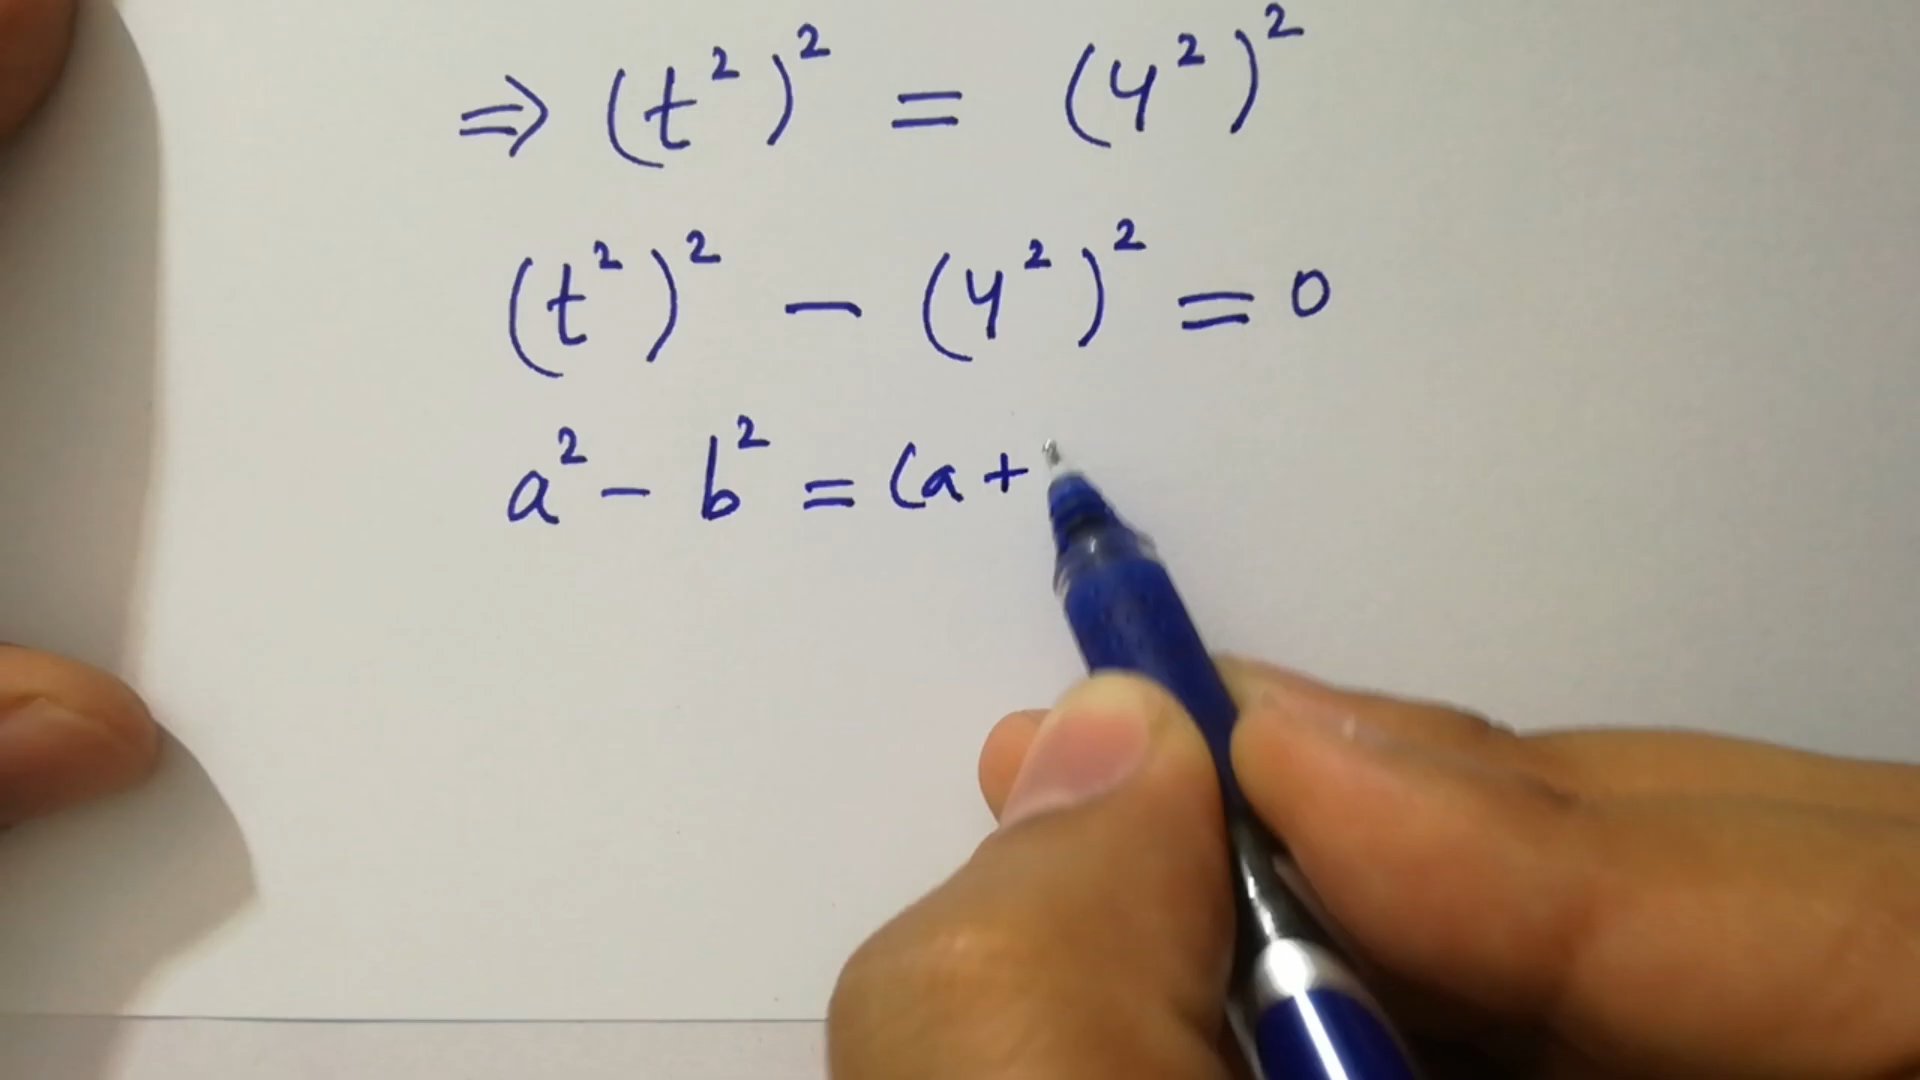 ⇒ (t²)² = (4²)²
(t²)² − (4²)² = 0
a² − b² = (a +